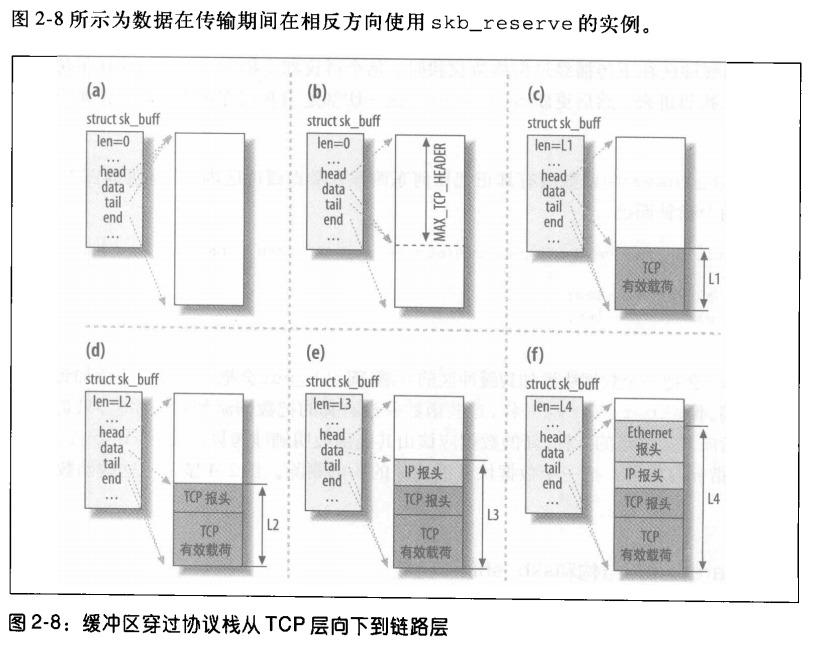 图 2-8 所示为数据在传输期间在相反方向使用 skb_reserve 的实例。
(a)
struct sk_buff
len=0
...
head
data
tail
end
...
(b)
struct sk_buff
len=0
...
head
data
tail
end
...
MAX_TCP_HEADER
(c)
struct sk_buff
len=L1
...
head
data
tail
end
...
TCP
有效载荷
L1
(d)
struct sk_buff
len=L2
...
head
data
tail
end
...
TCP 报头
TCP
有效载荷
L2
(e)
struct sk_buff
len=L3
...
head
data
tail
end
...
IP 报头
TCP 报头
TCP
有效载荷
L3
(f)
struct sk_buff
len=L4
...
head
data
tail
end
...
Ethernet
报头
IP 报头
TCP 报头
TCP
有效载荷
L4
图 2-8：缓冲区穿过协议栈从 TCP 层向下到链路层